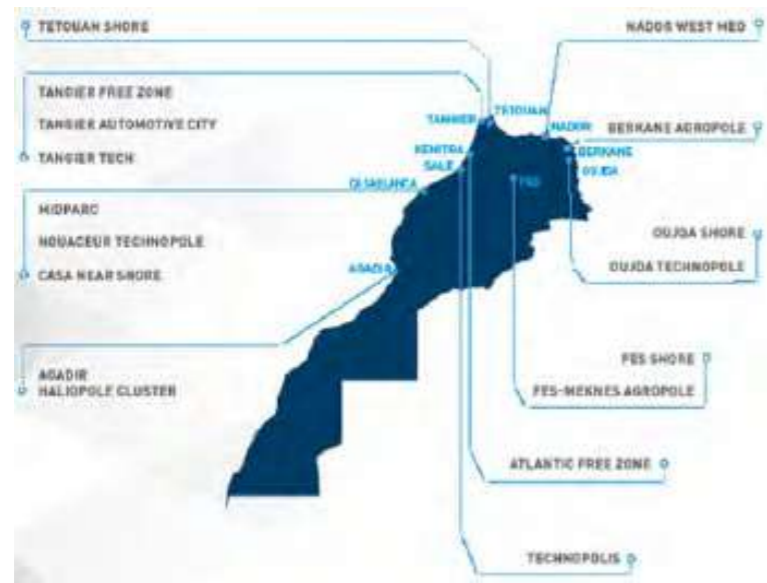 TETOUAN SHORE
NADOR WEST MED
TANGIER FREE ZONE
TANGIER AUTOMOTIVE CITY
TANGIER TECH
TANGIER
TETOUAN
NADOR
BERKANE AGROPOLE
KENITRA
BERKANE
SALE
OUJDA
CASABLANCA
FES
MIDPARC
NOUACEUR TECHNOPOLE
CASA NEAR SHORE
OUJDA SHORE
OUJDA TECHNOPOLE
AGADIR
AGADIR
HALIOPOLE CLUSTER
FES SHORE
FES-MEKNES AGROPOLE
ATLANTIC FREE ZONE
TECHNOPOLIS